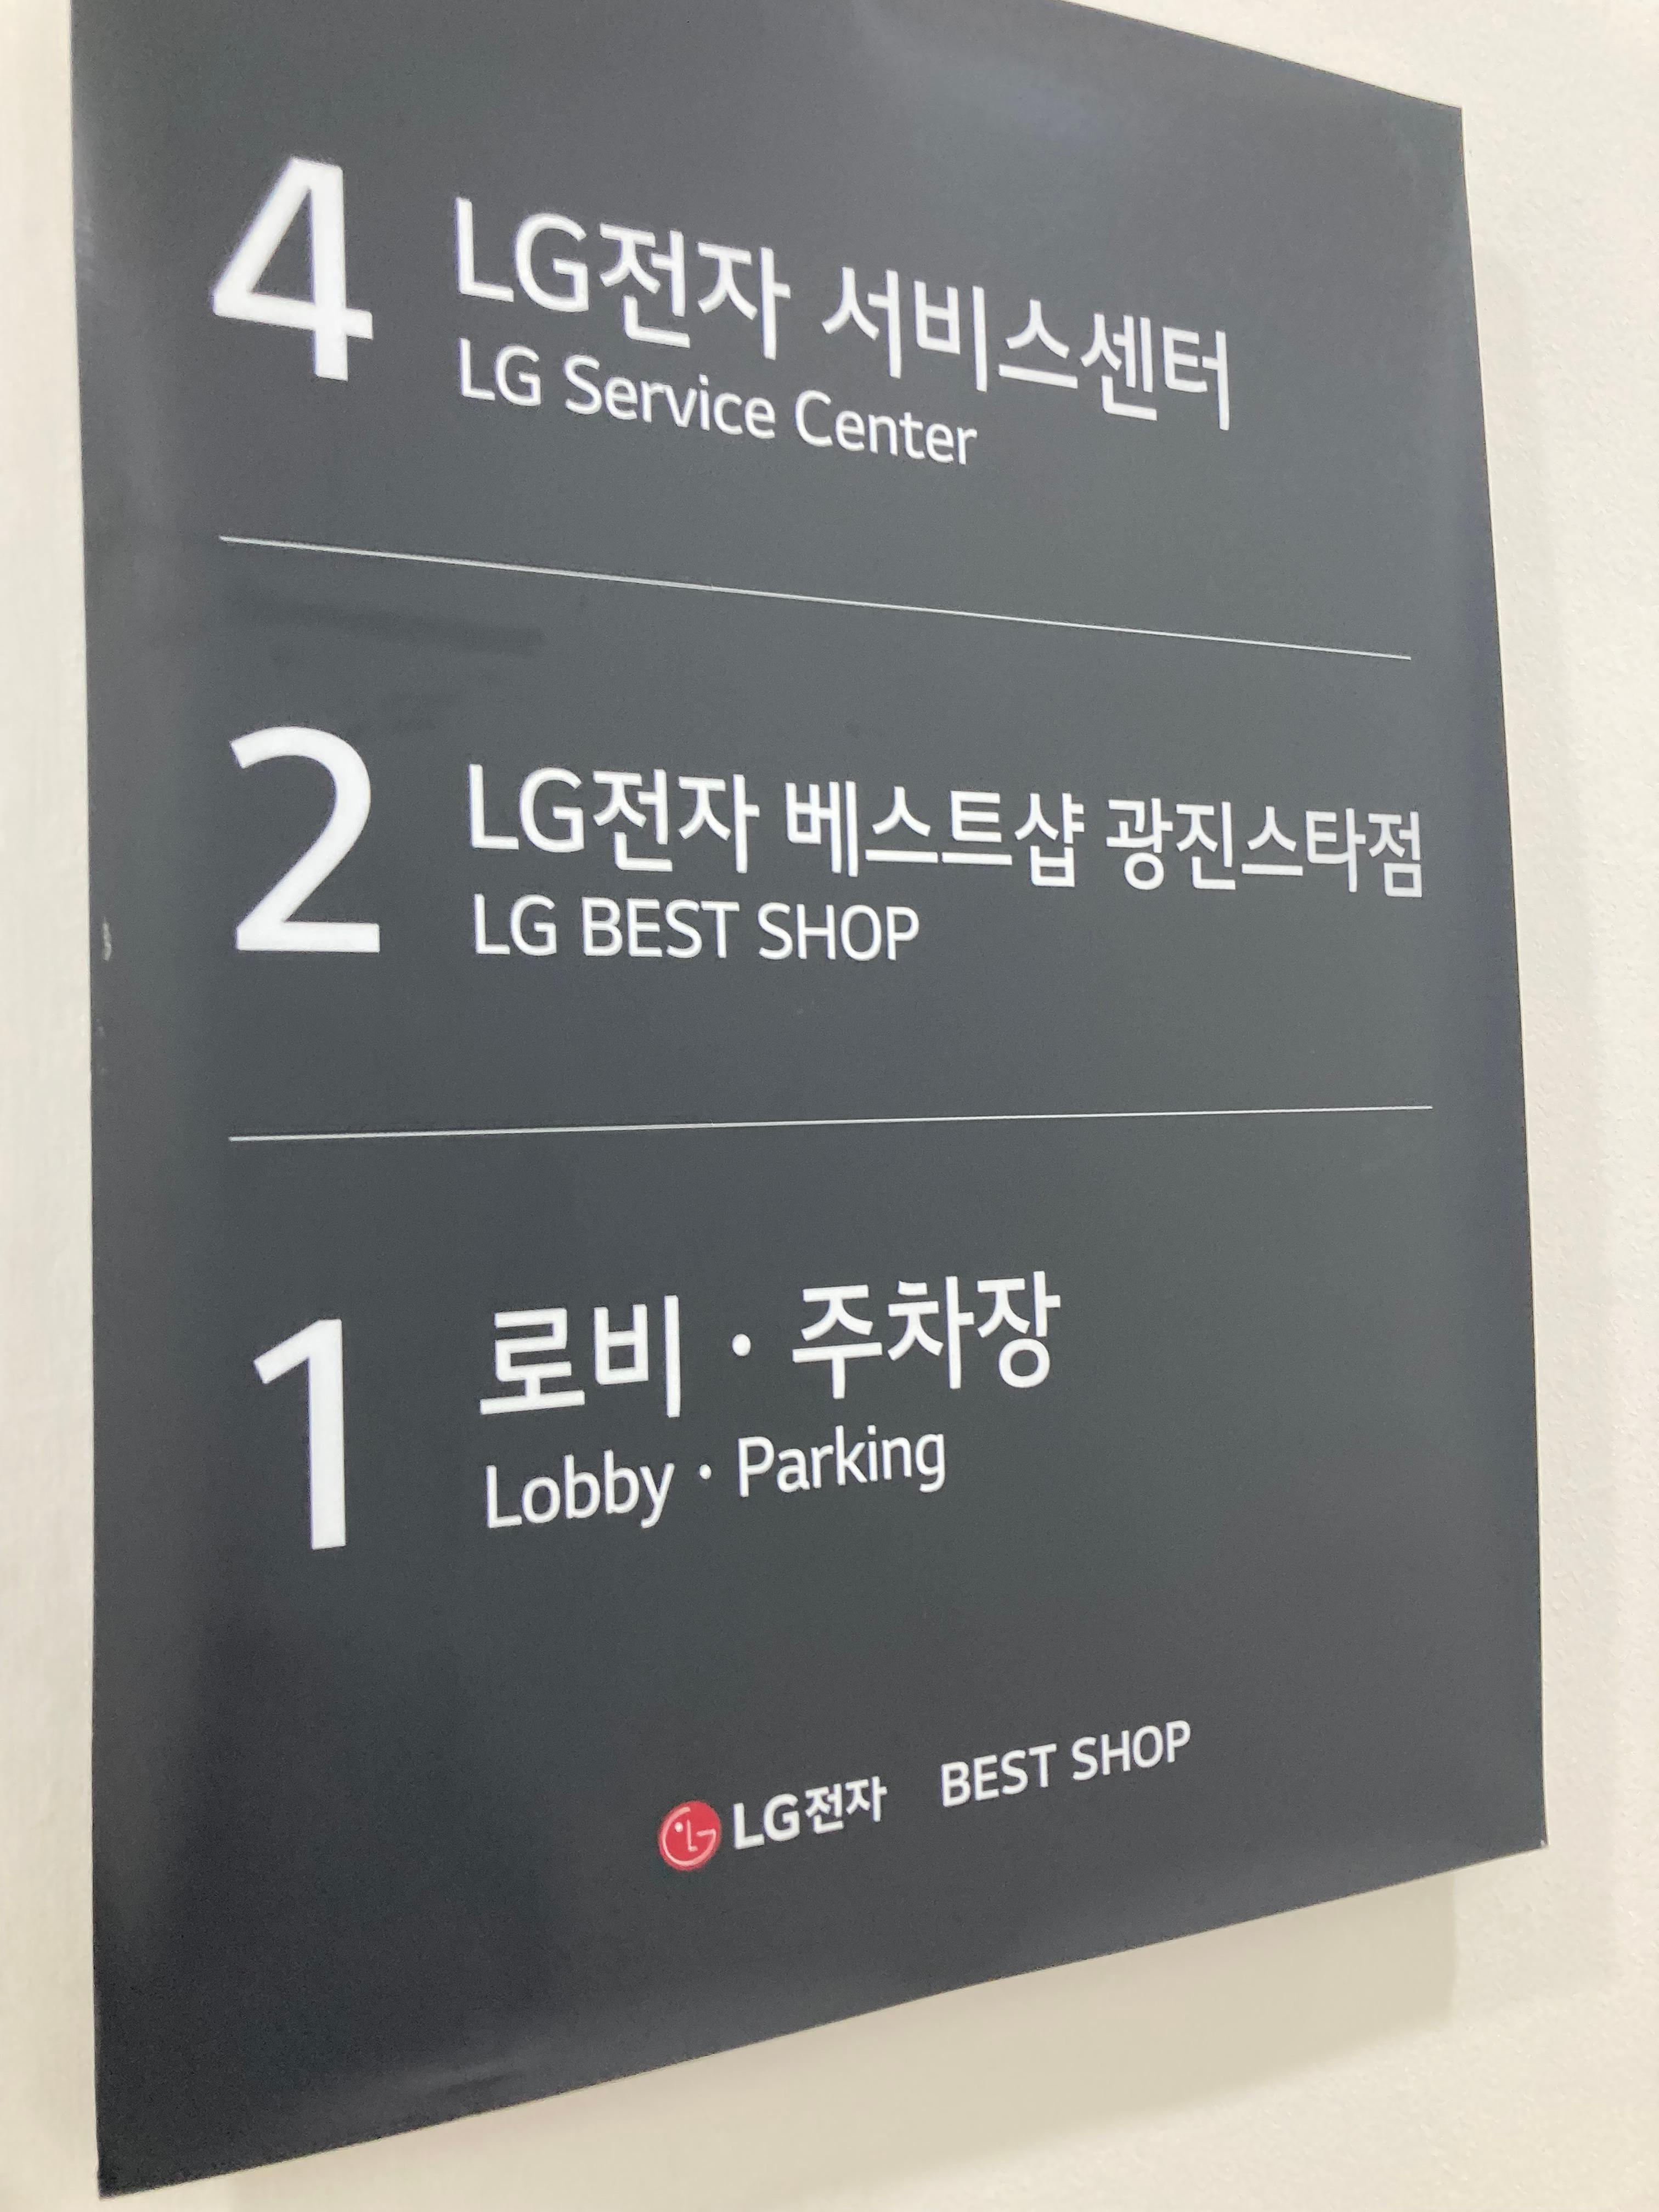 4
LG전자 서비스센터
LG Service Center
2
LG전자 베스트샵 광진스타점
LG BEST SHOP
1
로비 · 주차장
Lobby · Parking
LG전자 BEST SHOP